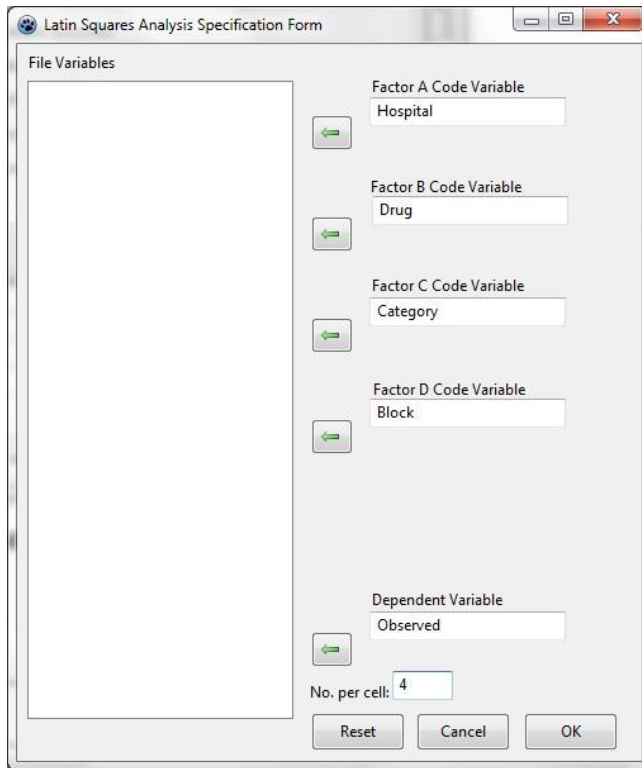 Latin Squares Analysis Specification Form
File Variables
Factor A Code Variable
Hospital
Factor B Code Variable
Drug
Factor C Code Variable
Category
Factor D Code Variable
Block
Dependent Variable
Observed
No. per cell: 4
Reset Cancel OK